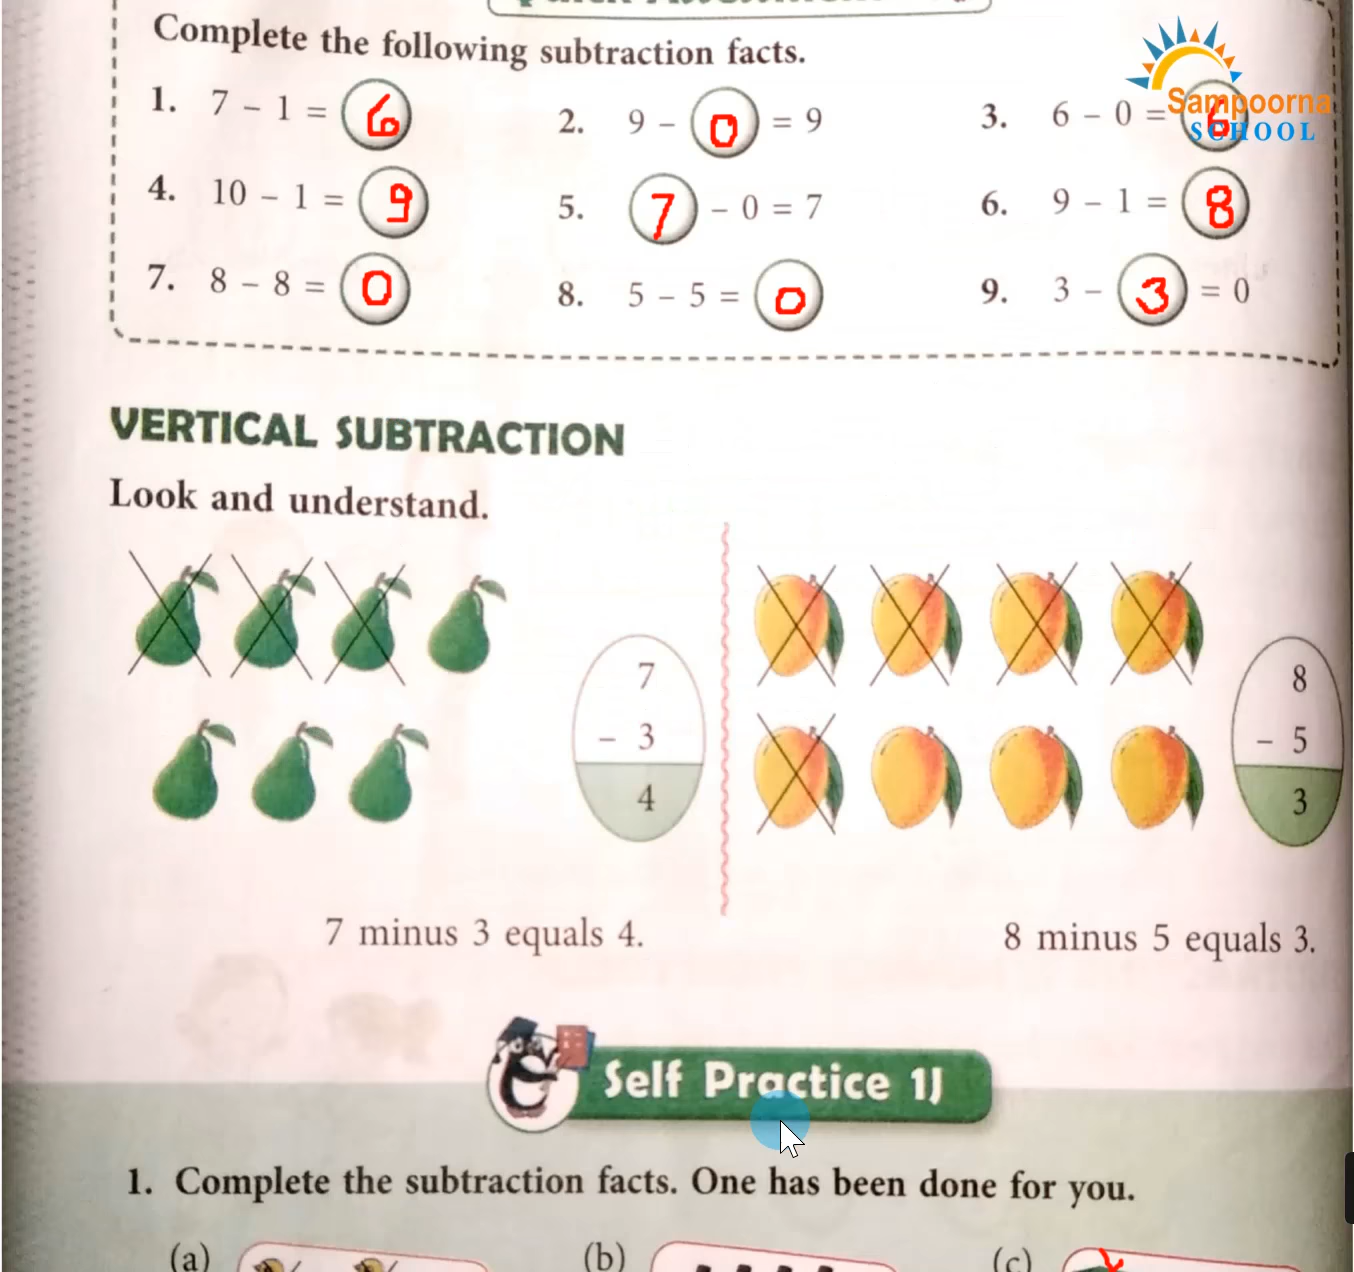 Complete the following subtraction facts.
1. 7 – 1 = 6
2. 9 – 0 = 9
3. 6 – 0 = 6
Sampoorna
SCHOOL
4. 10 – 1 = 9
5. 7 – 0 = 7
6. 9 – 1 = 8
7. 8 – 8 = 0
8. 5 – 5 = 0
9. 3 – 3 = 0
VERTICAL SUBTRACTION
Look and understand.
7
– 3
4
8
– 5
3
7 minus 3 equals 4.
8 minus 5 equals 3.
Self Practice 1J
1. Complete the subtraction facts. One has been done for you.
(a)
(b)
(c)